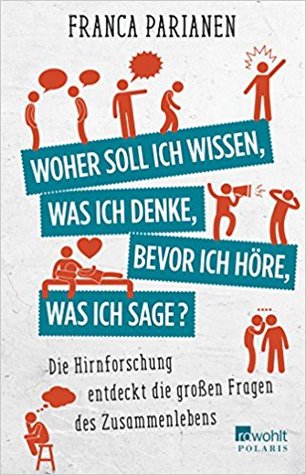 FRANCA PARIANEN
WOHER SOLL ICH WISSEN,
WAS ICH DENKE,
BEVOR ICH HÖRE,
WAS ICH SAGE?
Die Hirnforschung
entdeckt die großen Fragen
des Zusammenlebens
rowohlt
POLARIS